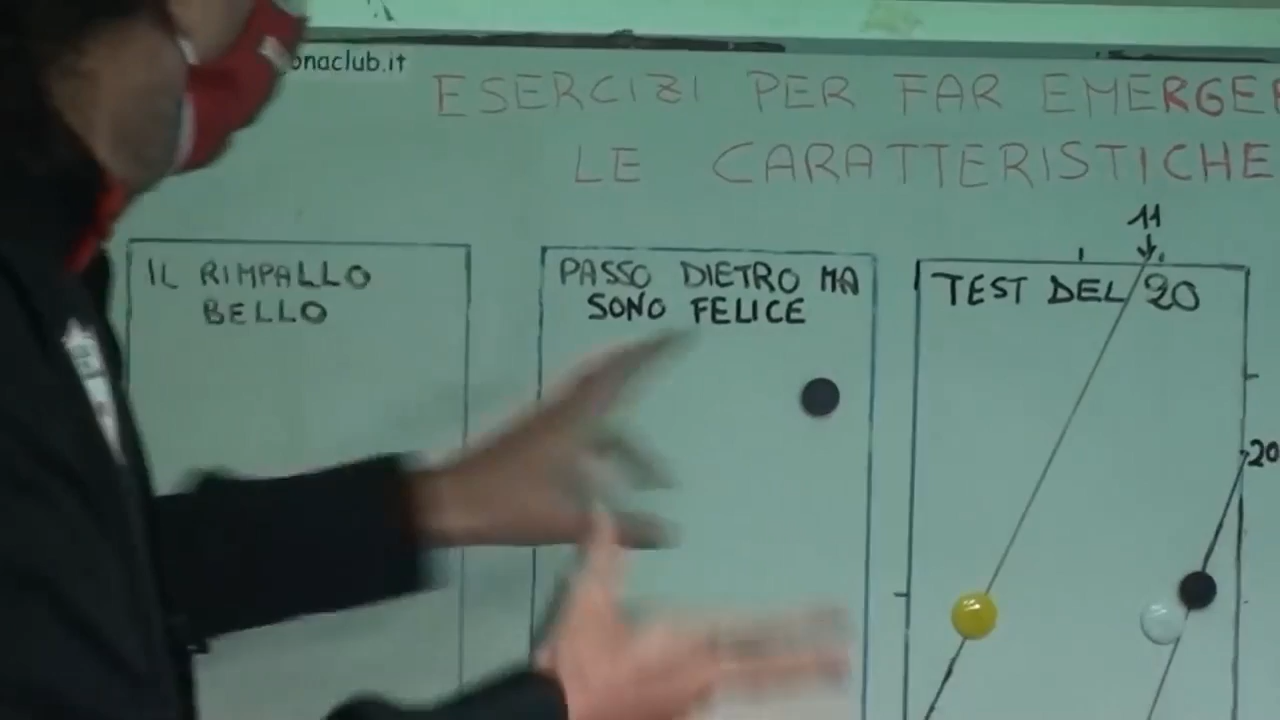 onaclub.it
ESERCIZI PER FAR EMERGER
LE CARATTERISTICHE
11
IL RIMPALLO
BELLO
PASSO DIETRO MA
SONO FELICE
TEST DEL 20
20